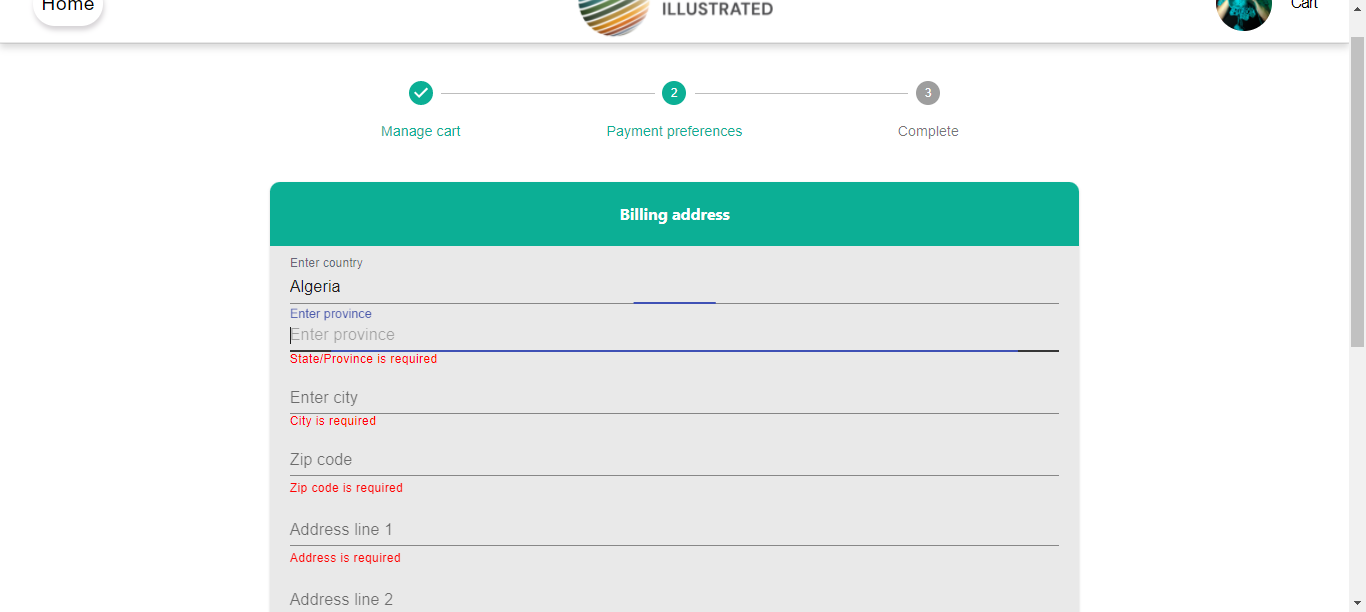 Home
ILLUSTRATED
Cart
2
3
Manage cart
Payment preferences
Complete
Billing address
Enter country
Algeria
Enter province
Enter province
State/Province is required
Enter city
City is required
Zip code
Zip code is required
Address line 1
Address is required
Address line 2